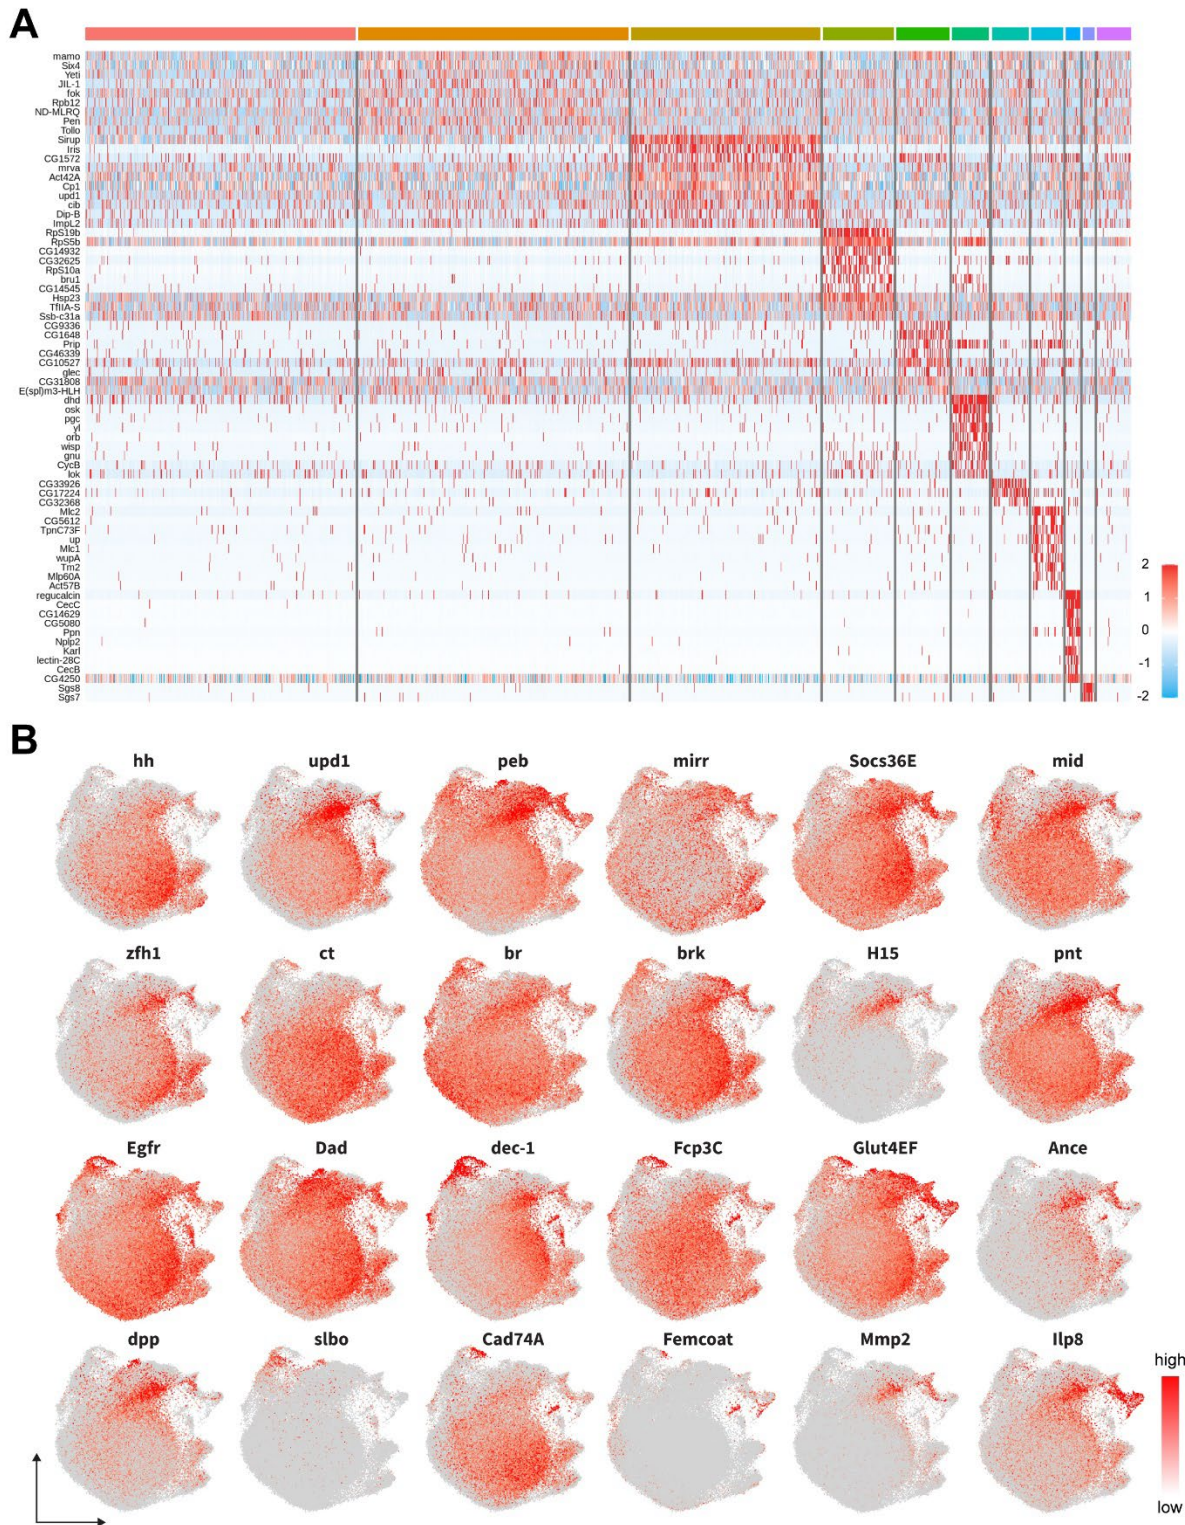 A
mamo
Six4
Yeti
JIL-1
fok
Rpb12
ND-MLRQ
Pen
Tollo
Sirup
Iris
CG1572
mrva
Act42A
Cp1
upd1
cib
Dip-B
ImpL2
RpS19b
RpS5b
CG14932
CG32625
RpS10a
bru1
CG14545
Hsp23
TfIIA-S
Ssb-c31a
CG9336
CG1648
Prip
CG46339
CG10527
glec
CG31808
E(spl)m3-HLH
dhd
osk
pgc
yl
orb
wisp
gnu
CycB
lok
CG33926
CG17224
CG32368
Mlc2
CG5612
TpnC73F
up
Mlc1
wupA
Tm2
Mlp60A
Act57B
regucalcin
CecC
CG14629
CG5080
Ppn
Nplp2
Karl
lectin-28C
CecB
CG4250
Sgs8
Sgs7
2
1
0
-1
-2
B
hh upd1 peb mirr Socs36E mid
zfh1 ct br brk H15 pnt
Egfr Dad dec-1 Fcp3C Glut4EF Ance
dpp slbo Cad74A Femcoat Mmp2 Ilp8
high
low